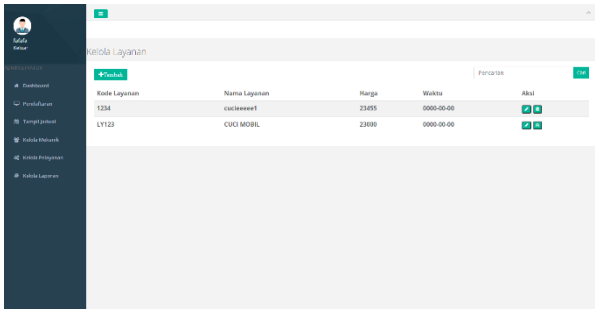 Keluar
Kelola Layanan
+Tambah
Pencarian
Cari
Kode Layanan Nama Layanan Harga Waktu Aksi
1234 cucieeeee1 23455 0000-00-00
LY123 CUCI MOBIL 23000 0000-00-00
Dashboard
Pendaftaran
Tampil Jadwal
Kelola Mekanik
Kelola Pelayanan
Kelola Laporan